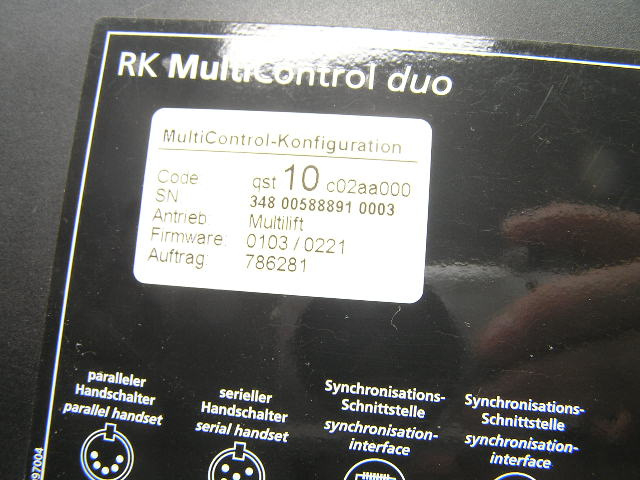 RK MultiControl duo
MultiControl-Konfiguration
Code: qst 10 c02aa000
SN 348 00588891 0003
Antrieb: Multilift
Firmware: 0103 / 0221
Auftrag: 786281
paralleler
Handschalter
parallel handset
serieller
Handschalter
serial handset
Synchronisations-
Schnittstelle
synchronisation-
interface
Synchronisations-
Schnittstelle
synchronisation-
interface
97004